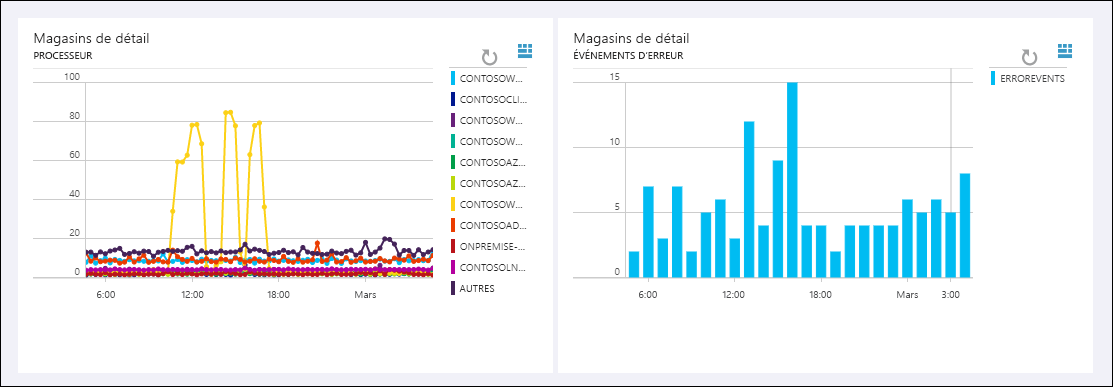 Magasins de détail
PROCESSEUR
100
80
60
40
20
0
6:00 12:00 18:00 Mars
CONTOSOW...
CONTOSOCLI...
CONTOSOW...
CONTOSOW...
CONTOSOAZ...
CONTOSOAZ...
CONTOSOW...
CONTOSOAD...
ONPREMISE-...
CONTOSOLN...
AUTRES
Magasins de détail
ÉVÉNEMENTS D'ERREUR
15
10
5
0
6:00 12:00 18:00 Mars 3:00
ERROREVENTS